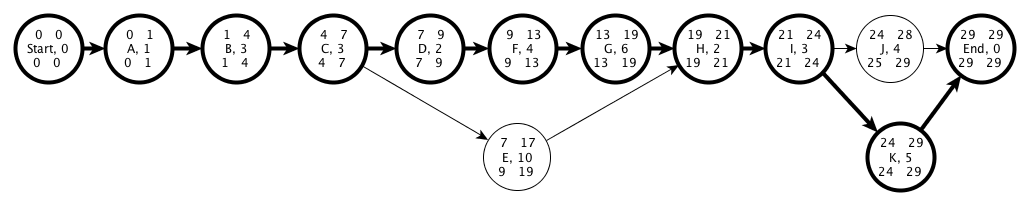 0 0
Start, 0
0 0
0 1
A, 1
0 1
1 4
B, 3
1 4
4 7
C, 3
4 7
7 9
D, 2
7 9
9 13
F, 4
9 13
13 19
G, 6
13 19
19 21
H, 2
19 21
21 24
I, 3
21 24
24 28
J, 4
25 29
29 29
End, 0
29 29
7 17
E, 10
9 19
24 29
K, 5
24 29